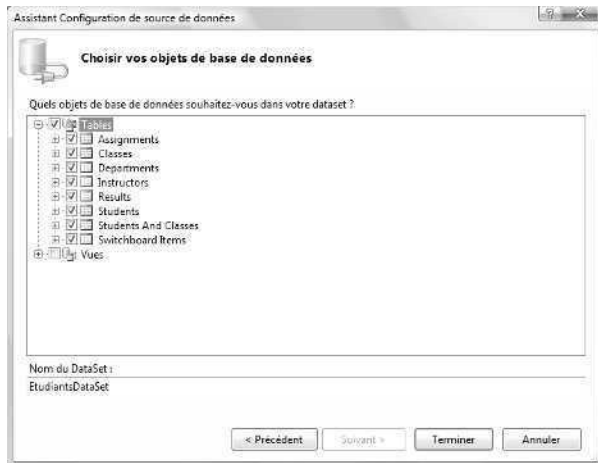 Assistant Configuration de source de données
Choisir vos objets de base de données
Quels objets de base de données souhaitez-vous dans votre dataset ?
Tables
Assignments
Classes
Departments
Instructors
Results
Students
Students And Classes
Switchboard Items
Vues
Nom du DataSet :
EtudiantsDataSet
< Précédent
Suivant >
Terminer
Annuler